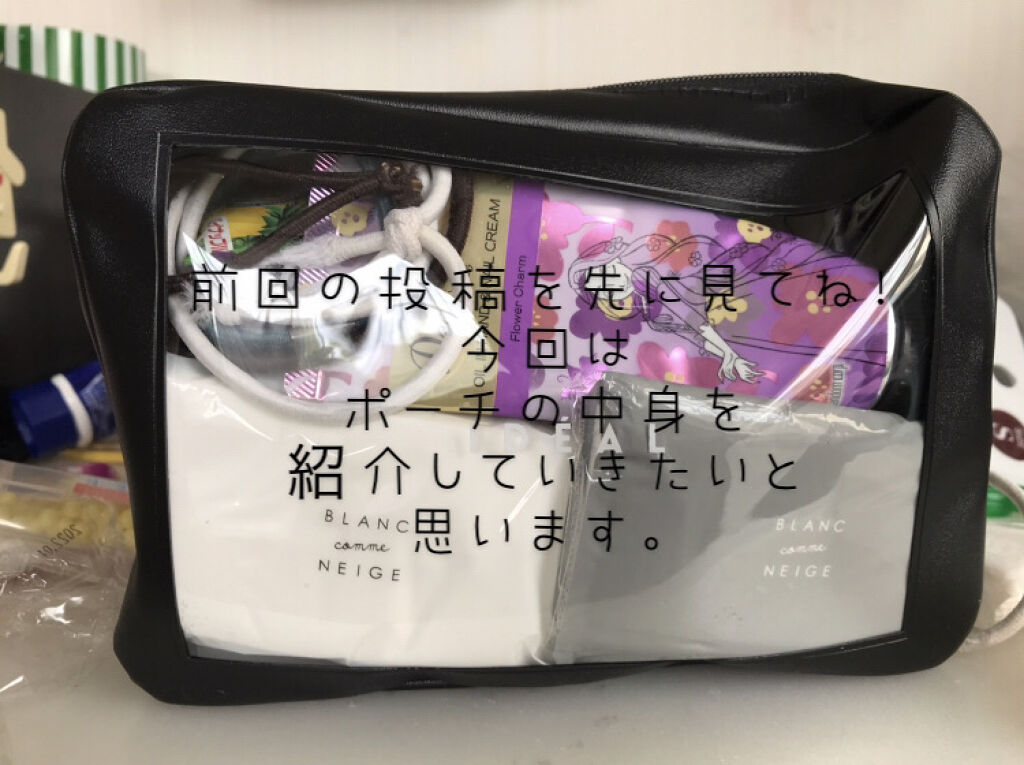 前回の投稿を先に見てね!
今回は
ポーチの中身を
紹介していきたいと
思います。
IDÉAL
OIL CREAM
Flower Charm
BLANC
comme
NEIGE
BLANC
comme
NEIGE